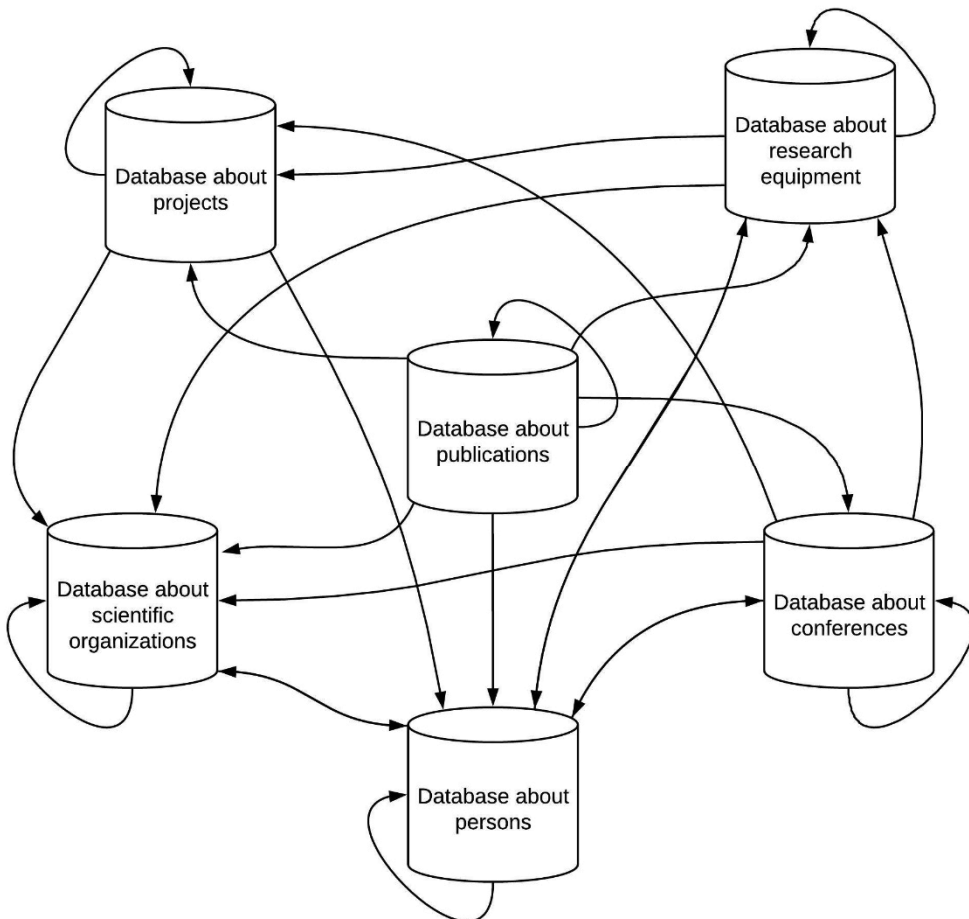 Database about
projects
Database about
research
equipment
Database about
publications
Database about
scientific
organizations
Database about
conferences
Database about
persons